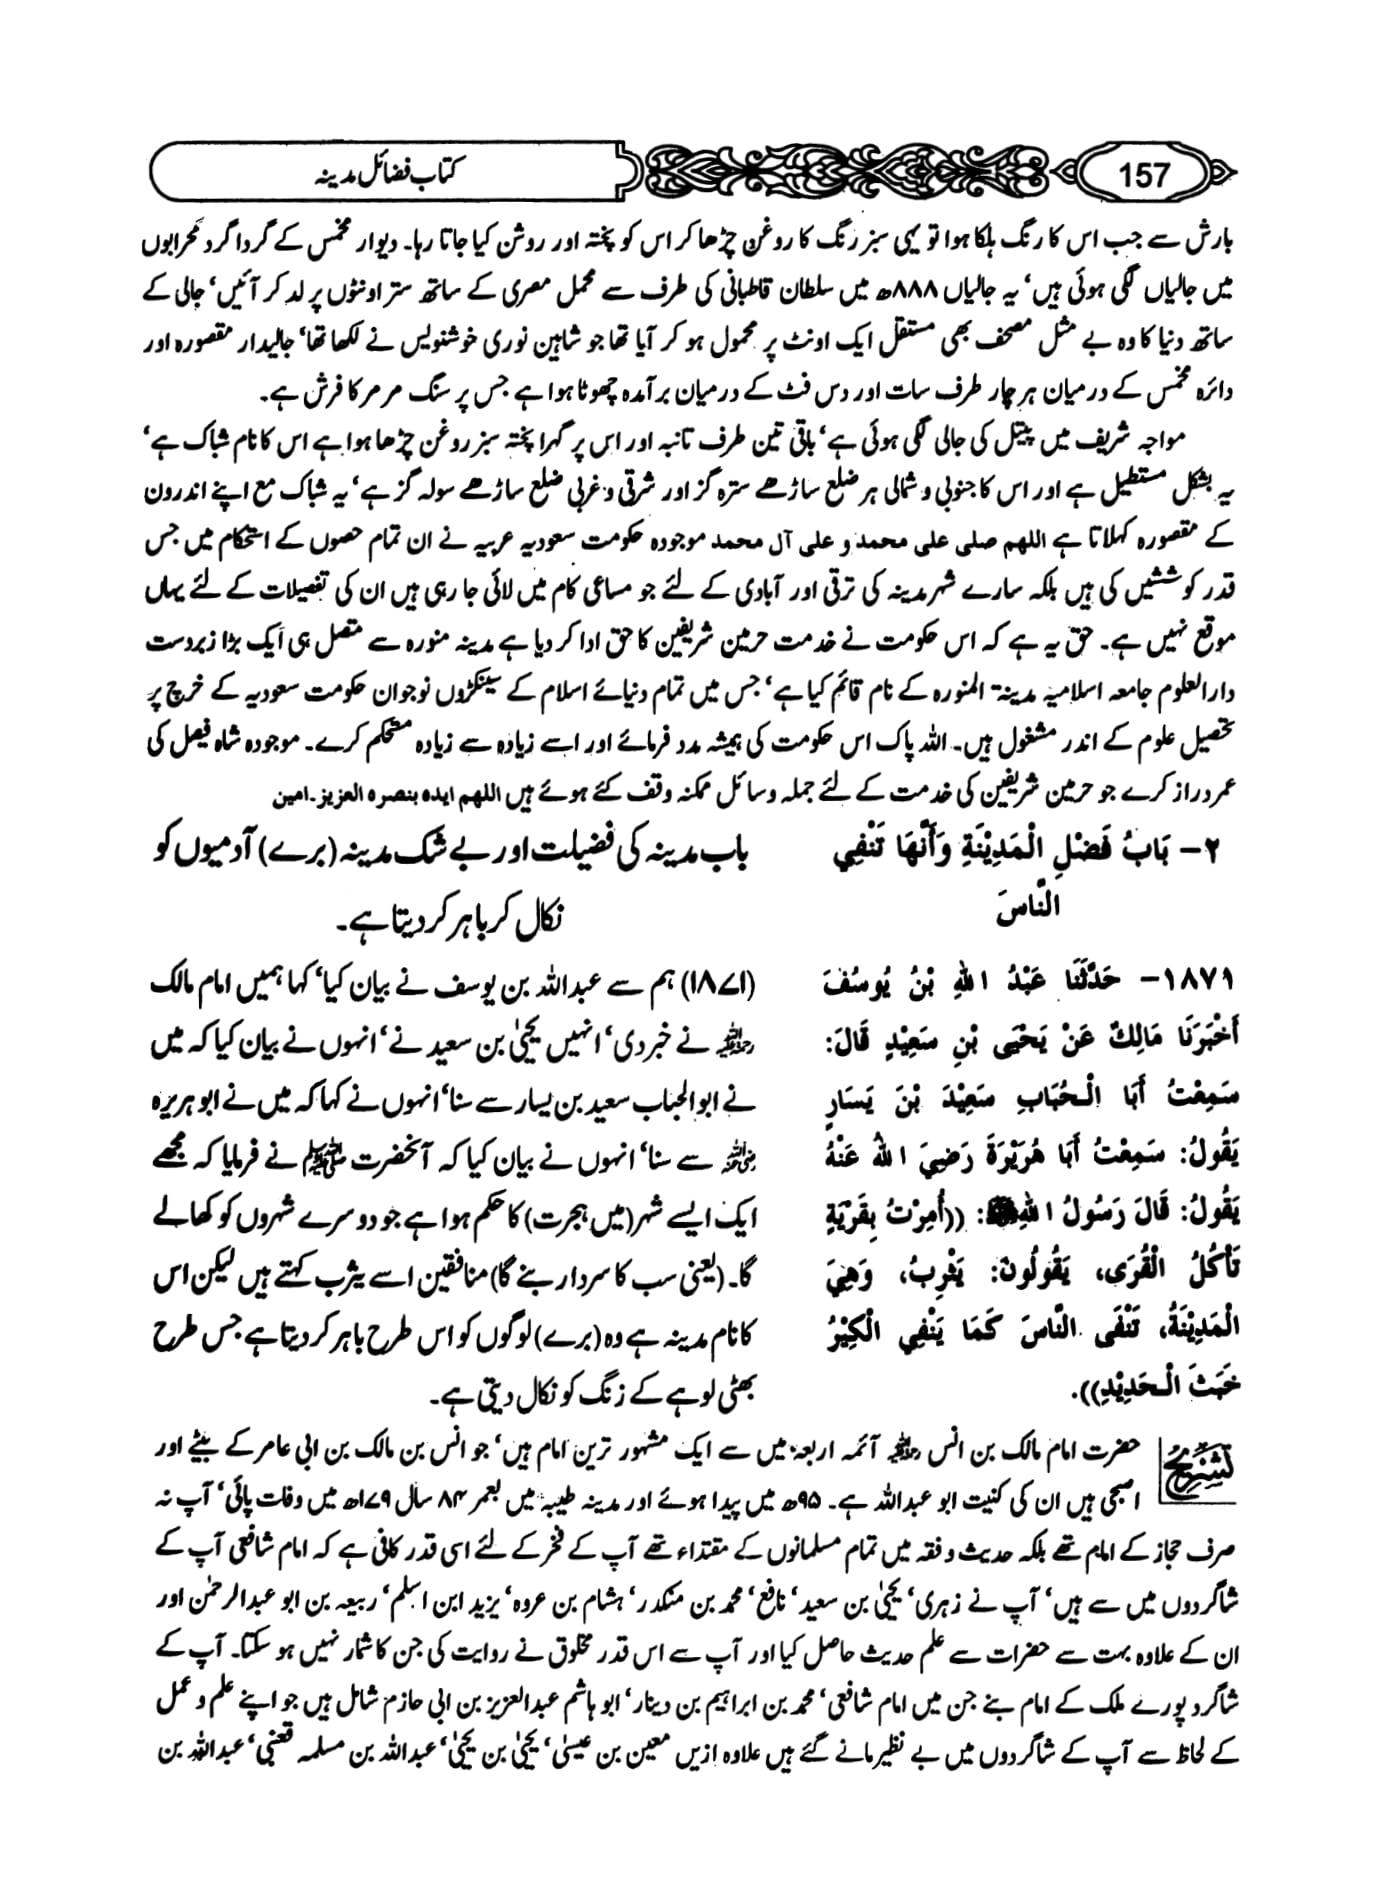 157
کتاب فضائل مدینہ
بارش سے جب اس کا رنگ ہلکا ہوا تو یہی سبز رنگ کا روغن چڑھا کر اس کو پختہ اور روشن کیا جاتا رہا۔ دیوار مخمس کے گردا گرد محرابوں
میں جالیاں لگی ہوئی ہیں' یہ جالیاں ۸۸۸ھ میں سلطان قاطبانی کی طرف سے محمل مصری کے ساتھ ستر اونٹوں پر لد کر آئیں' جالی کے
ساتھ دنیا کا وہ بے مثل مصحف بھی مستقل ایک اونٹ پر محمول ہو کر آیا تھا جو شاہین نوری خوشنویس نے لکھا تھا' جالیدار مقصورہ اور
دائرہ مخمس کے درمیان ہر چار طرف سات اور دس فٹ کے درمیان برآمدہ چھوٹا ہوا ہے جس پر سنگ مرمر کا فرش ہے۔
مواجہ شریف میں پیتل کی جالی لگی ہوئی ہے' باقی تین طرف تانبہ اور اس پر گہرا پختہ سبز روغن چڑھا ہوا ہے اس کا نام شباک ہے'
یہ بشکل مستطیل ہے اور اس کا جنوبی و شمالی ہر ضلع ساڑھے سترہ گز اور شرقی و غربی ضلع ساڑھے سولہ گز ہے' یہ شباک مع اپنے اندرون
کے مقصورہ کہلاتا ہے اللهم صلی علی محمد و علی آل محمد موجودہ حکومت سعودیہ عربیہ نے ان تمام حصوں کے استحکام میں جس
قدر کوششیں کی ہیں بلکہ سارے شہر مدینہ کی ترقی اور آبادی کے لئے جو مساعی کام میں لائی جا رہی ہیں ان کی تفصیلات کے لئے یہاں
موقع نہیں ہے۔ حق یہ ہے کہ اس حکومت نے خدمت حرمین شریفین کا حق ادا کر دیا ہے مدینہ منورہ سے متصل ہی ایک بڑا زبردست
دار العلوم جامعہ اسلامیہ مدینۃ المنورہ کے نام قائم کیا ہے' جس میں تمام دنیائے اسلام کے سینکڑوں نوجوان حکومت سعودیہ کے خرچ پر
تحصیل علوم کے اندر مشغول ہیں۔ اللہ پاک اس حکومت کی ہمیشہ مدد فرمائے اور اسے زیادہ سے زیادہ مستحکم کرے۔ موجودہ شاہ فیصل کی
عمر دراز کرے جو حرمین شریفین کی خدمت کے لئے جملہ وسائل ممکنہ وقف کئے ہوئے ہیں اللهم ایده بنصره العزیز۔ امین
۲- بَابُ فَضْلِ الْمَدِيْنَةِ وَأَنَّهَا تَنْفِي
النَّاسَ
باب مدینہ کی فضیلت اور بے شک مدینہ (برے) آدمیوں کو
نکال کر باہر کر دیتا ہے۔
۱۸۷۱- حَدَّثَنَا عَبْدُ اللهِ بْنُ يُوسُفَ
أَخْبَرَنَا مَالِكٌ عَنْ يَحْيَى بْنِ سَعِيْدٍ قَالَ:
سَمِعْتُ أَبَا الْحُبَابِ سَعِيْدَ بْنَ يَسَارٍ
يَقُولُ: سَمِعْتُ أَبَا هُرَيْرَةَ رَضِيَ اللهُ عَنْهُ
يَقُولُ: قَالَ رَسُولُ اللهِ ﷺ: ((أُمِرْتُ بِقَرْيَةٍ
تَأْكُلُ الْقُرَى، يَقُولُونَ: يَثْرِبُ، وَهِيَ
الْمَدِيْنَةُ، تَنْفَى النَّاسَ كَمَا يَنْفِي الْكِيْرُ
خَبَثَ الْحَدِيْدِ)).
(۱۸۷۱) ہم سے عبداللہ بن یوسف نے بیان کیا' کہا ہمیں امام مالک
رحمہ اللہ نے خبر دی' انہیں یحییٰ بن سعید نے' انہوں نے بیان کیا کہ میں
نے ابو الحباب سعید بن یسار سے سنا' انہوں نے کہا کہ میں نے ابو ہریرہ
رضی اللہ عنہ سے سنا' انہوں نے بیان کیا کہ آنحضرت ﷺ نے فرمایا کہ مجھے
ایک ایسے شہر (میں ہجرت) کا حکم ہوا ہے جو دوسرے شہروں کو کھا لے
گا۔ (یعنی سب کا سردار بنے گا) منافقین اسے یثرب کہتے ہیں لیکن اس
کا نام مدینہ ہے وہ (برے) لوگوں کو اس طرح باہر کر دیتا ہے جس طرح
بھٹی لوہے کے زنگ کو نکال دیتی ہے۔
تشریح
حضرت امام مالک بن انس رحمہ اللہ آئمہ اربعہ میں سے ایک مشہور ترین امام ہیں' جو انس بن مالک بن ابی عامر کے بیٹے اور
اصبحی ہیں ان کی کنیت ابو عبداللہ ہے۔ ۹۵ھ میں پیدا ہوئے اور مدینہ طیبہ میں بعمر ۸۴ سال ۱۷۹ھ میں وفات پائی' آپ نہ
صرف حجاز کے امام تھے بلکہ حدیث و فقہ میں تمام مسلمانوں کے مقتداء تھے آپ کے فخر کے لئے اسی قدر کافی ہے کہ امام شافعی آپ کے
شاگردوں میں سے ہیں' آپ نے زہری' یحییٰ بن سعید' نافع' محمد بن منکدر' ہشام بن عروہ' یزید ابن اسلم' ربیعہ بن ابو عبدالرحمٰن اور
ان کے علاوہ بہت سے حضرات سے علم حدیث حاصل کیا اور آپ سے اس قدر مخلوق نے روایت کی جن کا شمار نہیں ہو سکتا۔ آپ کے
شاگرد پورے ملک کے امام بنے جن میں امام شافعی' محمد بن ابراہیم بن دینار' ابو ہاشم عبدالعزیز بن ابی حازم شامل ہیں جو اپنے علم و عمل
کے لحاظ سے آپ کے شاگردوں میں بے نظیر مانے گئے ہیں علاوہ ازیں معین بن عیسیٰ' یحییٰ بن یحییٰ' عبداللہ بن مسلمہ قعنبی' عبداللہ بن